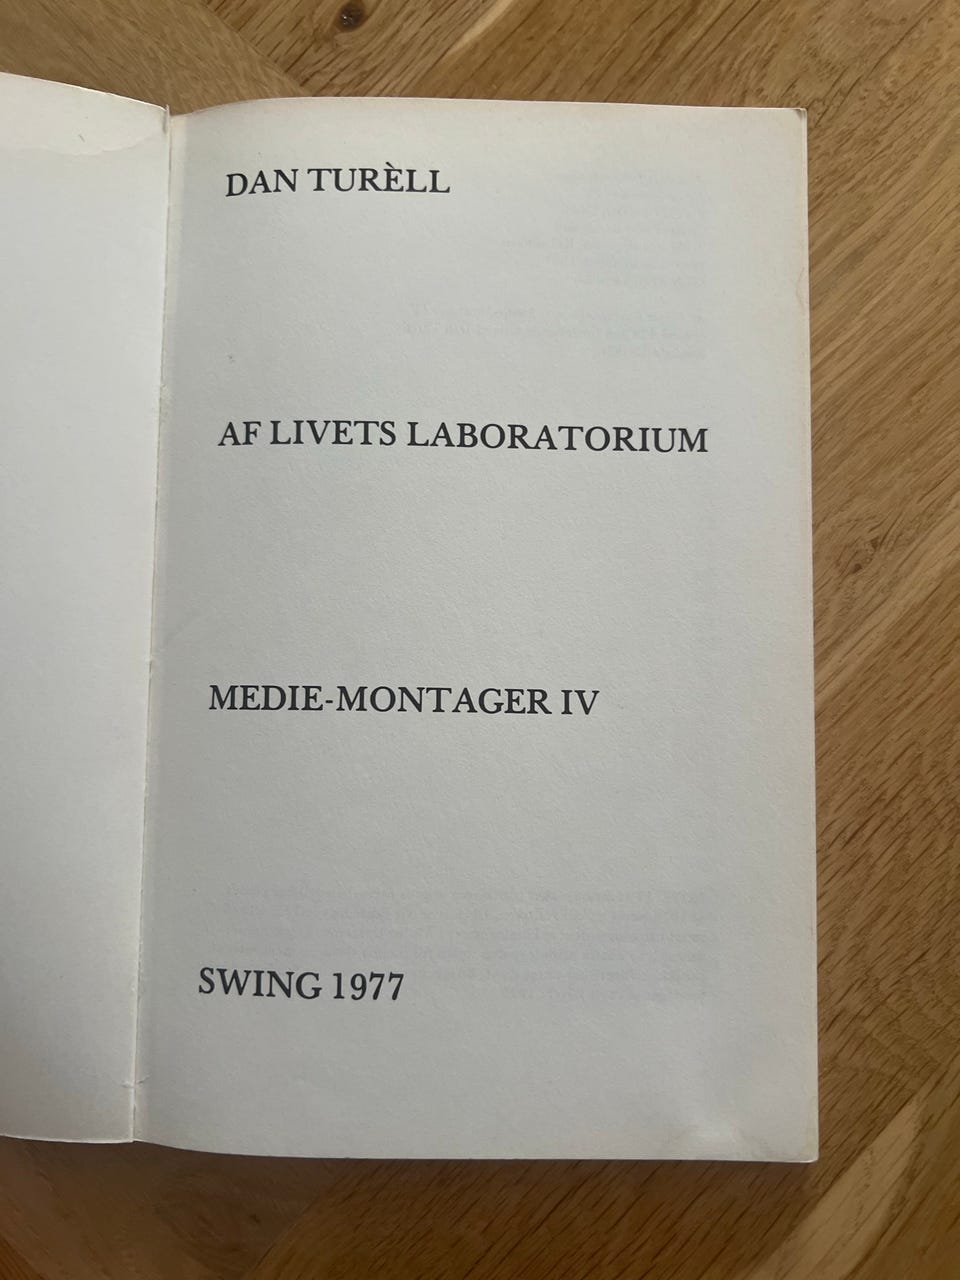 DAN TURÈLL
AF LIVETS LABORATORIUM
MEDIE-MONTAGER IV
SWING 1977